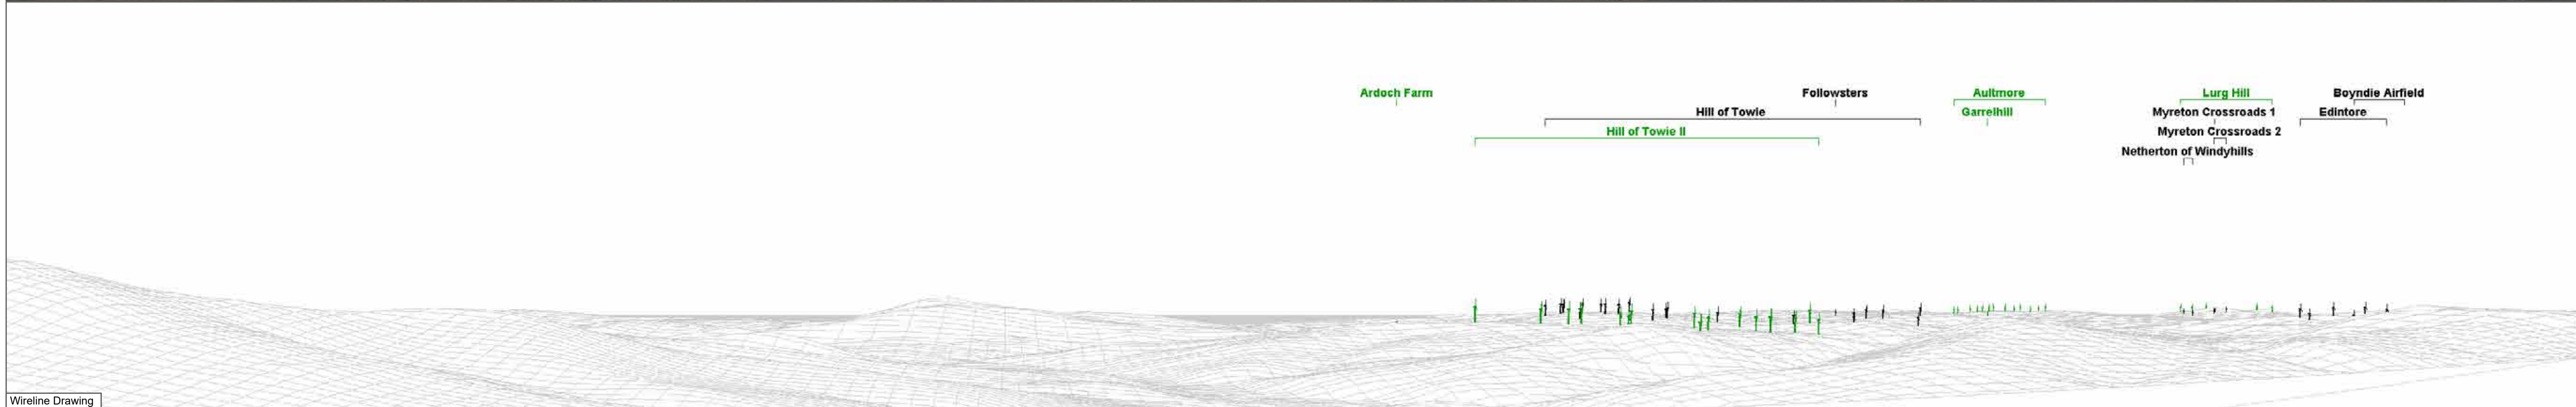 Ardoch Farm
Followsters
Aultmore
Lurg Hill
Boyndie Airfield
Hill of Towie
Garrelhill
Myreton Crossroads 1
Edintore
Hill of Towie II
Myreton Crossroads 2
Netherton of Windyhills
Wireline Drawing